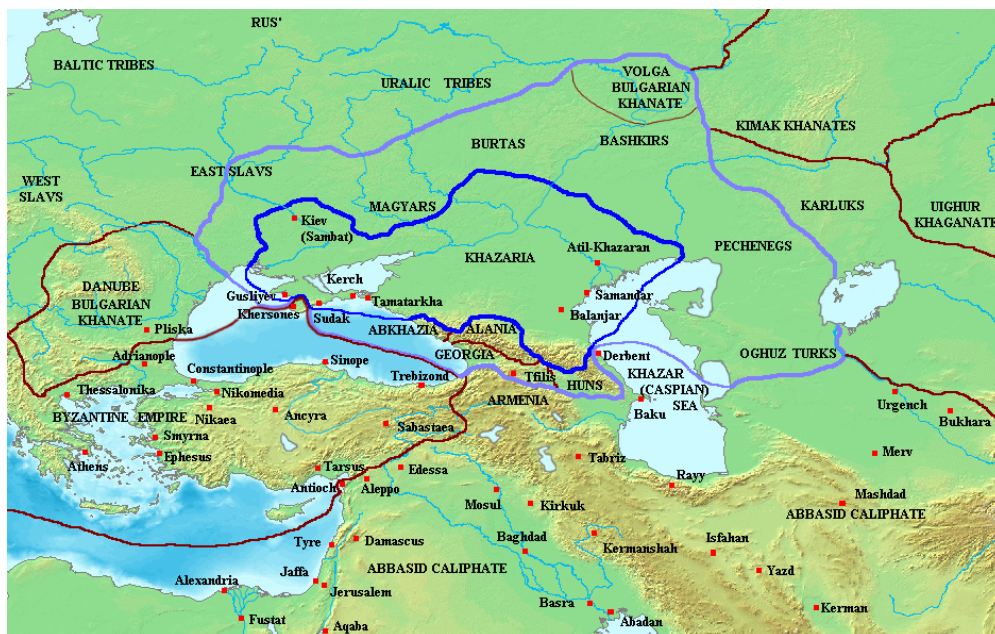 RUS'
BALTIC TRIBES
URALIC TRIBES
VOLGA
BULGARIAN
KHANATE
KIMAK KHANATES
BURTAS
BASHKIRS
EAST SLAVS
WEST
SLAVS
MAGYARS
KARLUKS
UIGHUR
KHAGANATE
Kiev
(Sambat)
PECHENEGS
Atil-Khazaran
KHAZARIA
DANUBE
BULGARIAN
KHANATE
Kerch
Gusliyev
Tamatarkha
Khersones
Sudak
Samandar
Balanjar
ABKHAZIA
ALANIA
Pliska
GEORGIA
Derbent
OGHUZ TURKS
Adrianople
Constantinople
Sinope
Trebizond
Tfilis
HUNS
KHAZAR
(CASPIAN)
SEA
Thessalonika
Nikomedia
ARMENIA
Baku
Urgench
Bukhara
BYZANTINE EMPIRE
Nikaea
Ancyra
Sabastaea
Smyrna
Ephesus
Athens
Tarsus
Edessa
Tabriz
Merv
Antioch
Aleppo
Rayy
Mosul
Kirkuk
Mashdad
ABBASID CALIPHATE
Tyre
Damascus
Baghdad
Kermanshah
Isfahan
Yazd
Alexandria
Jaffa
ABBASID CALIPHATE
Jerusalem
Basra
Abadan
Kerman
Fustat
Aqaba